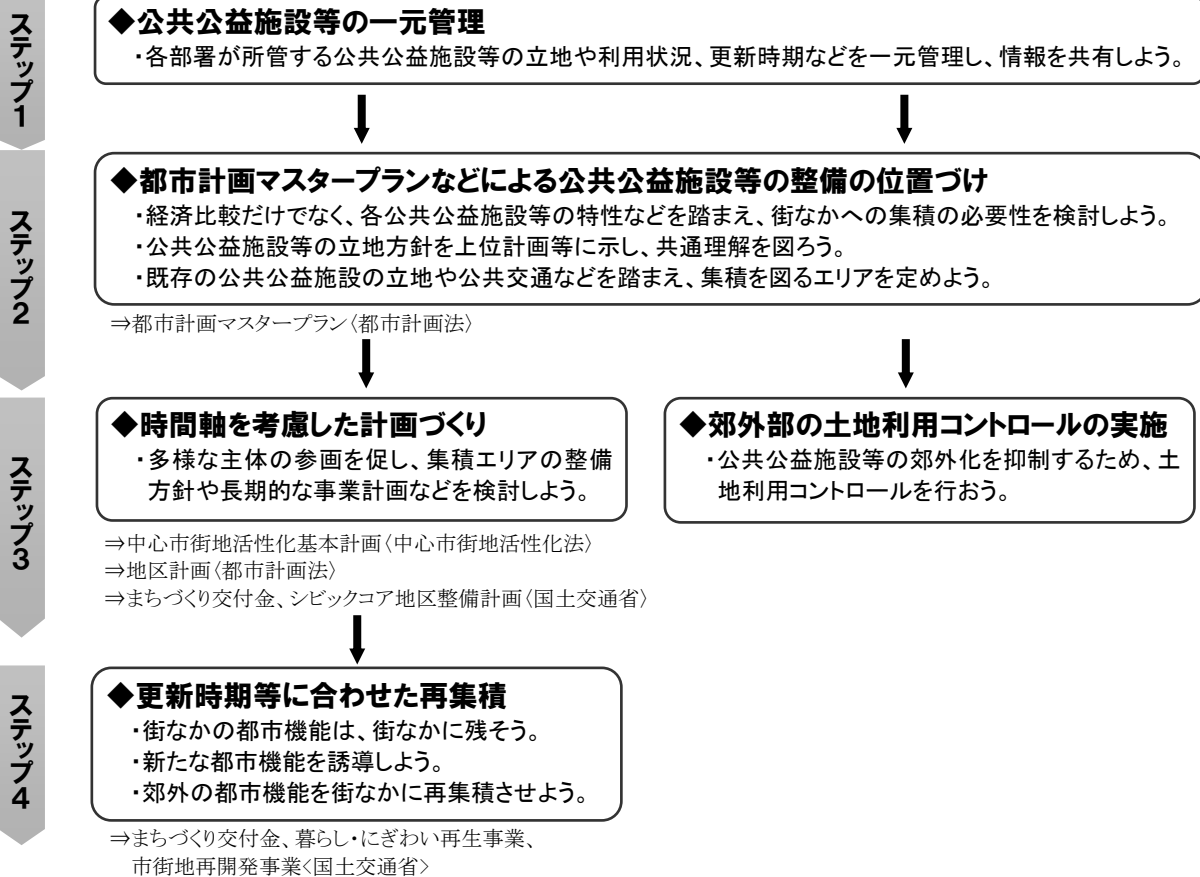 ステップ1
◆公共公益施設等の一元管理
・各部署が所管する公共公益施設等の立地や利用状況、更新時期などを一元管理し、情報を共有しよう。
ステップ2
◆都市計画マスタープランなどによる公共公益施設等の整備の位置づけ
・経済比較だけでなく、各公共公益施設等の特性などを踏まえ、街なかへの集積の必要性を検討しよう。
・公共公益施設等の立地方針を上位計画等に示し、共通理解を図ろう。
・既存の公共公益施設の立地や公共交通などを踏まえ、集積を図るエリアを定めよう。
⇒都市計画マスタープラン〈都市計画法〉
ステップ3
◆時間軸を考慮した計画づくり
・多様な主体の参画を促し、集積エリアの整備
方針や長期的な事業計画などを検討しよう。
⇒中心市街地活性化基本計画〈中心市街地活性化法〉
⇒地区計画〈都市計画法〉
⇒まちづくり交付金、シビックコア地区整備計画〈国土交通省〉
◆郊外部の土地利用コントロールの実施
・公共公益施設等の郊外化を抑制するため、土
地利用コントロールを行おう。
ステップ4
◆更新時期等に合わせた再集積
・街なかの都市機能は、街なかに残そう。
・新たな都市機能を誘導しよう。
・郊外の都市機能を街なかに再集積させよう。
⇒まちづくり交付金、暮らし・にぎわい再生事業、
市街地再開発事業〈国土交通省〉